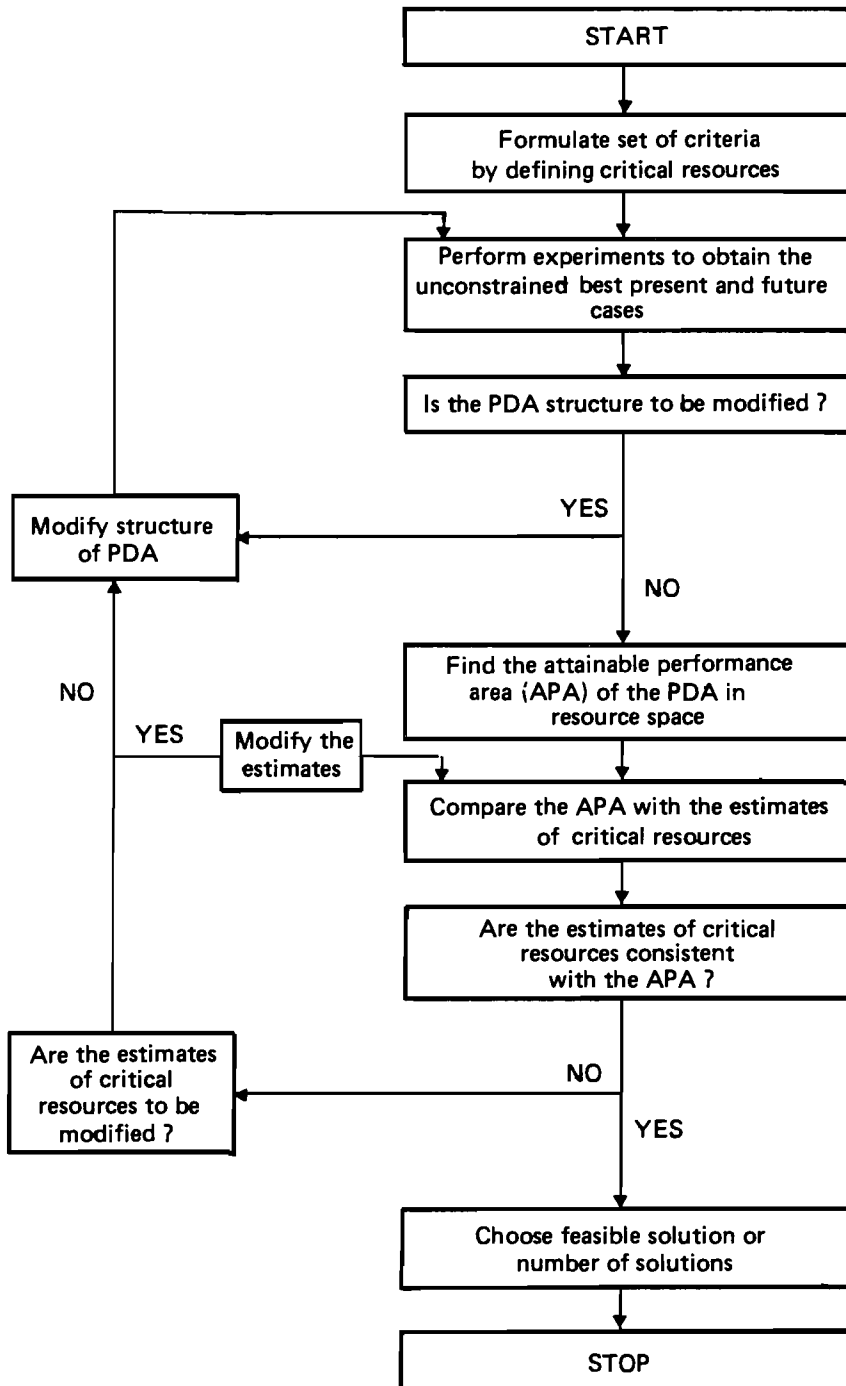 START
Formulate set of criteria
by defining critical resources
Perform experiments to obtain the
unconstrained best present and future
cases
Is the PDA structure to be modified ?
YES
Modify structure
of PDA
NO
Find the attainable performance
area (APA) of the PDA in
resource space
NO
YES
Modify the
estimates
Compare the APA with the estimates
of critical resources
Are the estimates of critical
resources consistent
with the APA ?
Are the estimates
of critical
resources to be
modified ?
NO
YES
Choose feasible solution or
number of solutions
STOP